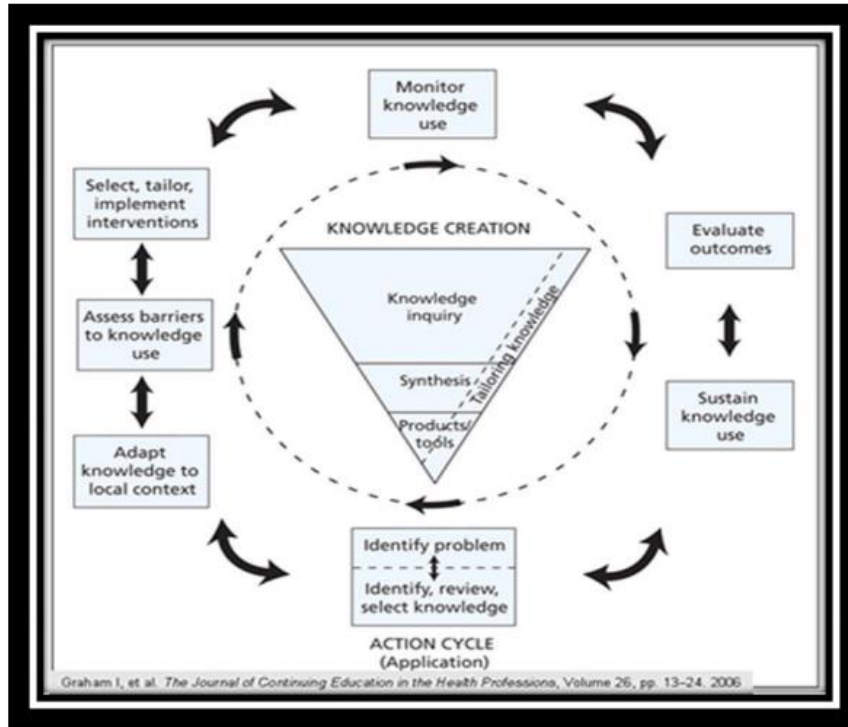 Monitor
knowledge
use
Select, tailor,
implement
interventions
Evaluate
outcomes
KNOWLEDGE CREATION
Knowledge
inquiry
Tailoring knowledge
Assess barriers
to knowledge
use
Synthesis
Products/
tools
Sustain
knowledge
use
Adapt
knowledge to
local context
Identify problem
Identify, review,
select knowledge
ACTION CYCLE
(Application)
Graham I, et al. The Journal of Continuing Education in the Health Professions, Volume 26, pp. 13–24. 2006